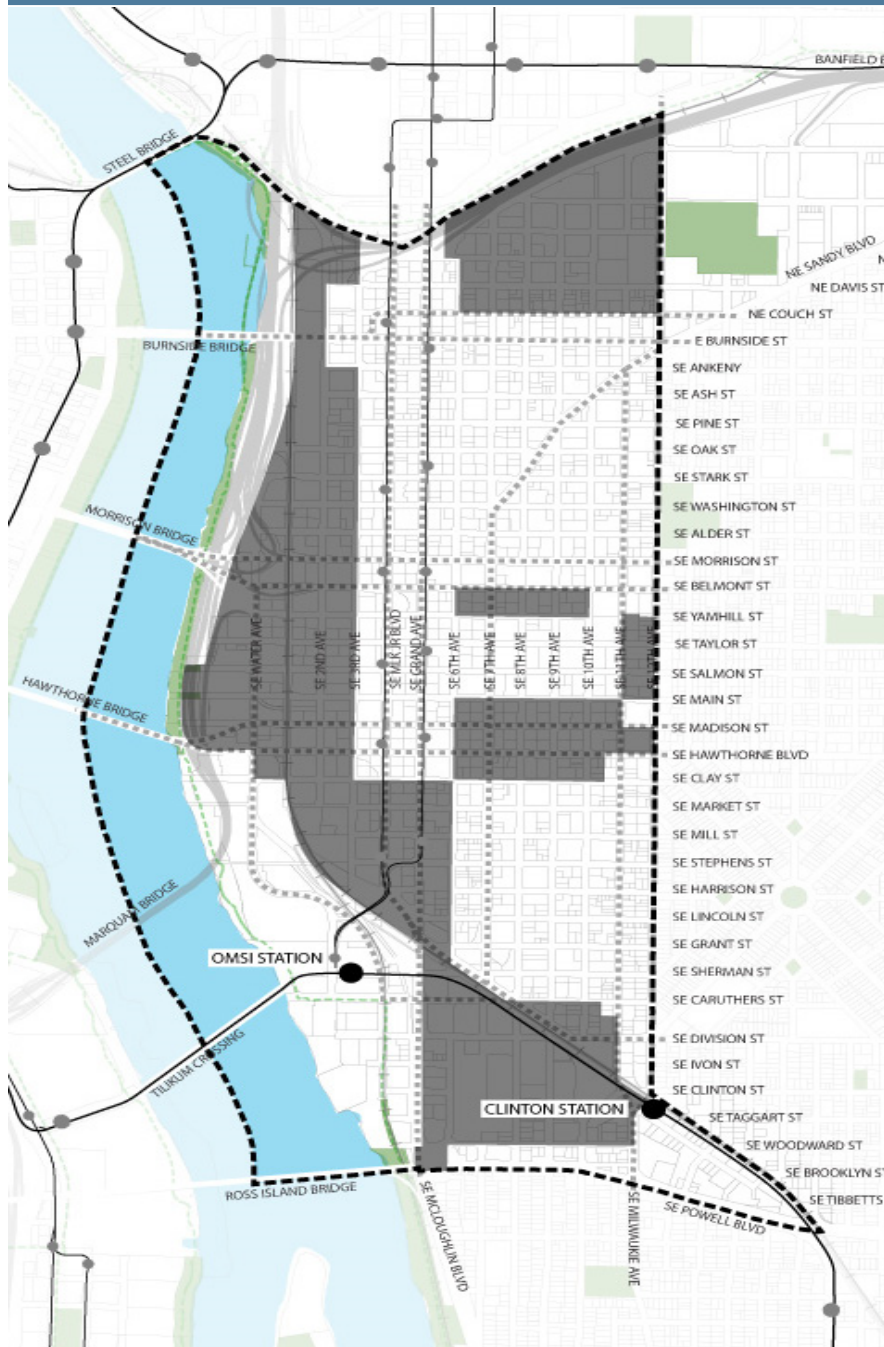 BANFIELD
STEEL BRIDGE
NE SANDY BLVD
N
NE DAVIS ST
NE COUCH ST
BURNSIDE BRIDGE
E BURNSIDE ST
SE ANKENY
SE ASH ST
SE PINE ST
SE OAK ST
SE STARK ST
SE WASHINGTON ST
MORRISON BRIDGE
SE ALDER ST
SE MORRISON ST
SE BELMONT ST
SE YAMHILL ST
SE WATER AVE
SE 2ND AVE
SE 3RD AVE
SE MLK JR BLVD
SE GRAND AVE
SE 6TH AVE
SE 7TH AVE
SE 8TH AVE
SE 9TH AVE
SE 10TH AVE
SE 11TH AVE
SE 12TH AVE
SE TAYLOR ST
SE SALMON ST
HAWTHORNE BRIDGE
SE MAIN ST
SE MADISON ST
SE HAWTHORNE BLVD
SE CLAY ST
SE MARKET ST
SE MILL ST
SE STEPHENS ST
SE HARRISON ST
MARQUAM BRIDGE
SE LINCOLN ST
SE GRANT ST
OMSI STATION
SE SHERMAN ST
SE CARUTHERS ST
SE DIVISION ST
TILIKUM CROSSING
SE IVON ST
SE CLINTON ST
CLINTON STATION
SE TAGGART ST
SE WOODWARD ST
SE BROOKLYN ST
SE TIBBETTS
ROSS ISLAND BRIDGE
SE MCLOUGHLIN BLVD
SE MILWAUKIE AVE
SE POWELL BLVD